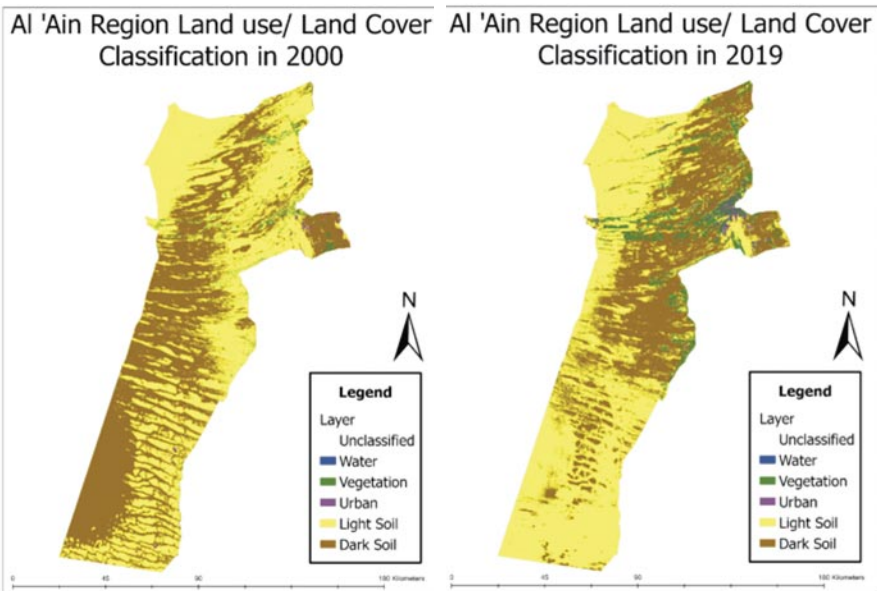 Al 'Ain Region Land use/ Land Cover
Classification in 2000
N
Legend
Layer
Unclassified
Water
Vegetation
Urban
Light Soil
Dark Soil
0 45 90 180 Kilometers
Al 'Ain Region Land use/ Land Cover
Classification in 2019
N
Legend
Layer
Unclassified
Water
Vegetation
Urban
Light Soil
Dark Soil
0 45 90 180 Kilometers